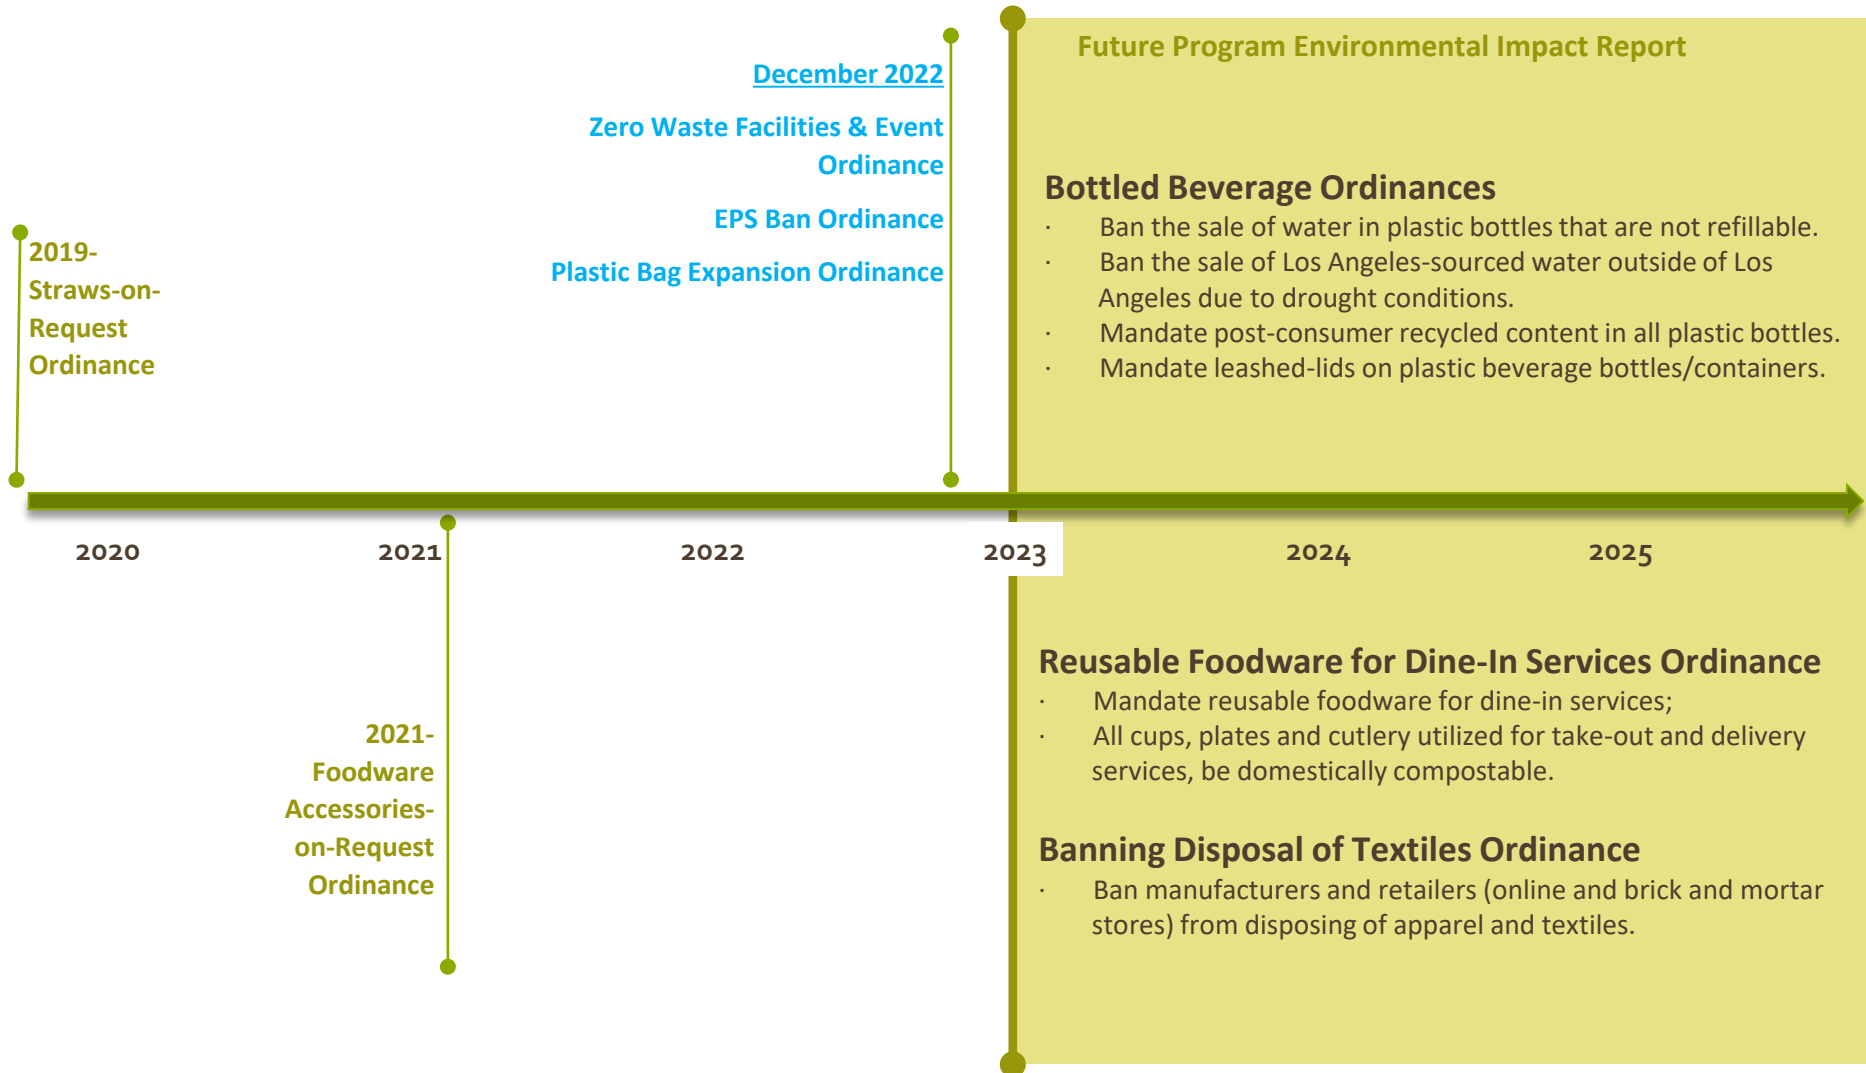 Future Program Environmental Impact Report
December 2022
Zero Waste Facilities & Event
Ordinance
EPS Ban Ordinance
Plastic Bag Expansion Ordinance
2019-
Straws-on-
Request
Ordinance
Bottled Beverage Ordinances
· Ban the sale of water in plastic bottles that are not refillable.
· Ban the sale of Los Angeles-sourced water outside of Los
Angeles due to drought conditions.
· Mandate post-consumer recycled content in all plastic bottles.
· Mandate leashed-lids on plastic beverage bottles/containers.
2020 2021 2022 2023 2024 2025
2021-
Foodware
Accessories-
on-Request
Ordinance
Reusable Foodware for Dine-In Services Ordinance
· Mandate reusable foodware for dine-in services;
· All cups, plates and cutlery utilized for take-out and delivery
services, be domestically compostable.
Banning Disposal of Textiles Ordinance
· Ban manufacturers and retailers (online and brick and mortar
stores) from disposing of apparel and textiles.